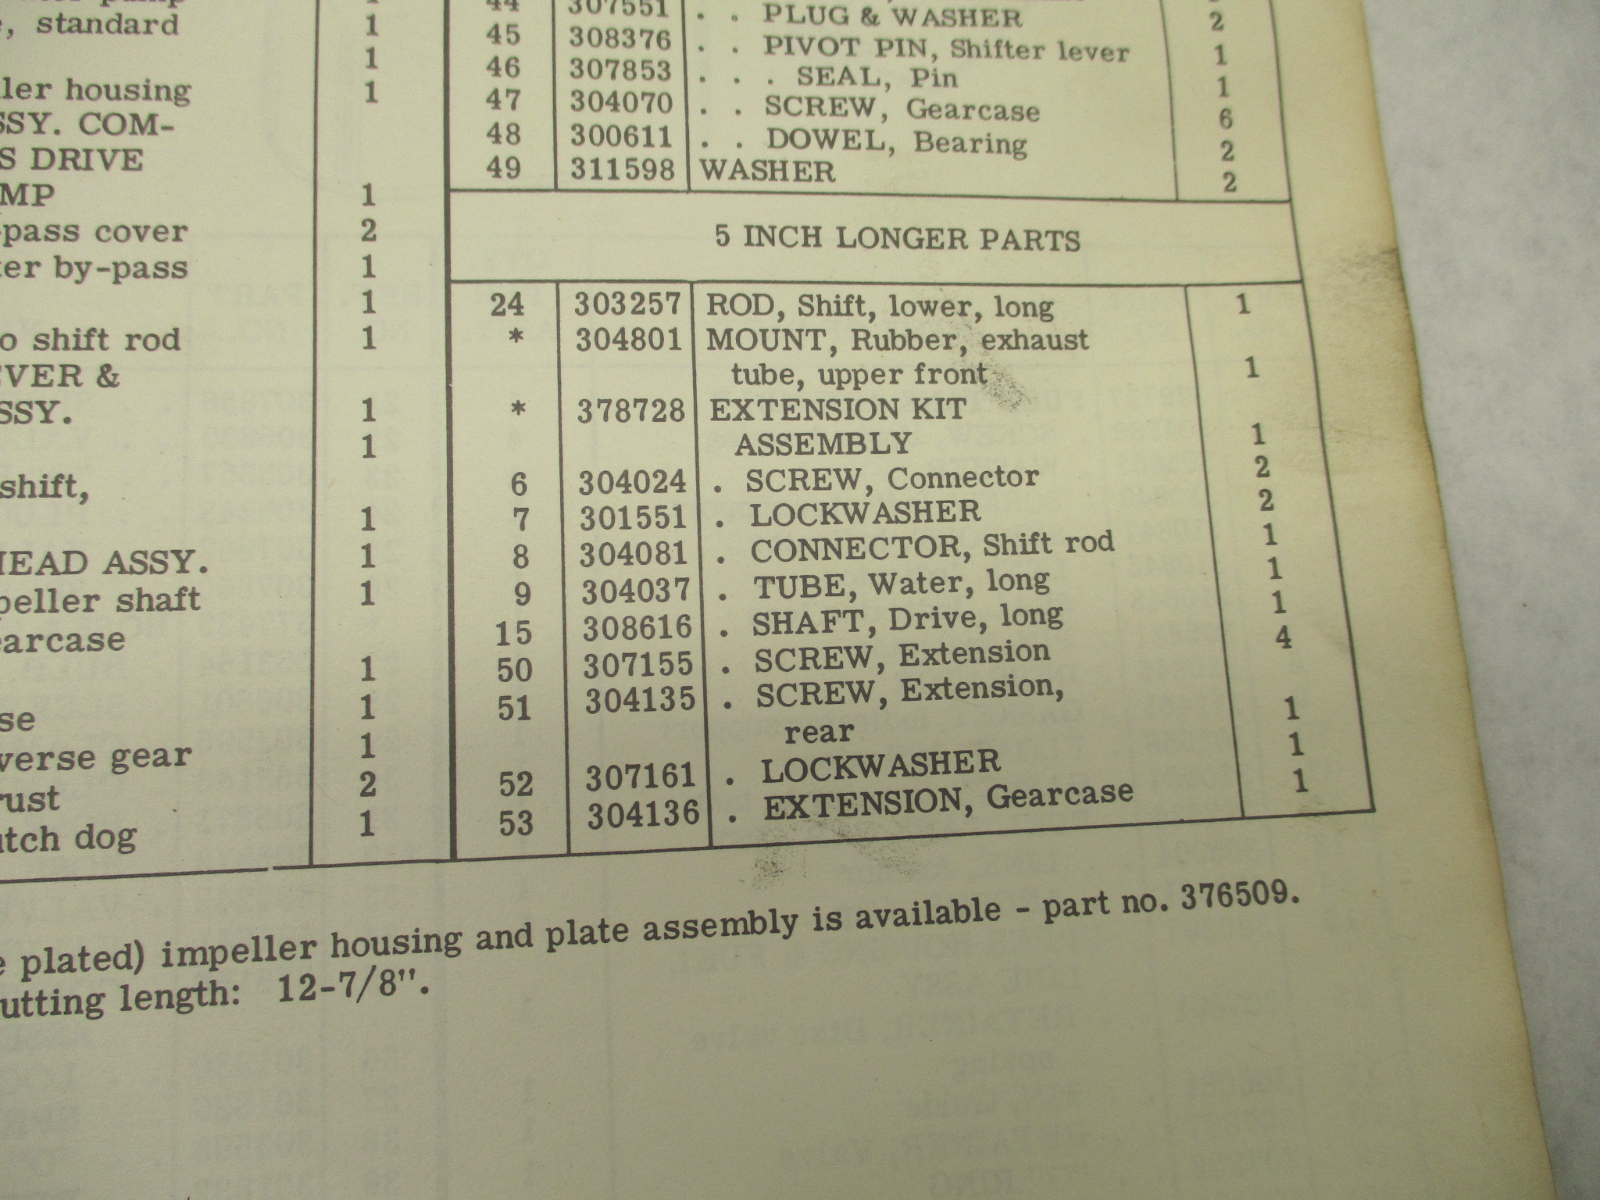 , standard 1
1
ler housing 1
SSY. COM-
S DRIVE
MP 1
-pass cover 2
ter by-pass 1
1
o shift rod 1
EVER &
SSY. 1
1
shift,
1
HEAD ASSY. 1
peller shaft 1
earcase
1
se 1
verse gear 1
rust 2
utch dog 1
44 307551 . . PLUG & WASHER 2
45 308376 . . PIVOT PIN, Shifter lever 1
46 307853 . . . SEAL, Pin 1
47 304070 . . SCREW, Gearcase 6
48 300611 . . DOWEL, Bearing 2
49 311598 WASHER 2
5 INCH LONGER PARTS
24 303257 ROD, Shift, lower, long 1
* 304801 MOUNT, Rubber, exhaust
tube, upper front 1
* 378728 EXTENSION KIT
ASSEMBLY 1
6 304024 . SCREW, Connector 2
7 301551 . LOCKWASHER 2
8 304081 . CONNECTOR, Shift rod 1
9 304037 . TUBE, Water, long 1
15 308616 . SHAFT, Drive, long 1
50 307155 . SCREW, Extension 4
51 304135 . SCREW, Extension,
rear 1
52 307161 . LOCKWASHER 1
53 304136 . EXTENSION, Gearcase 1
e plated) impeller housing and plate assembly is available - part no. 376509.
utting length: 12-7/8".